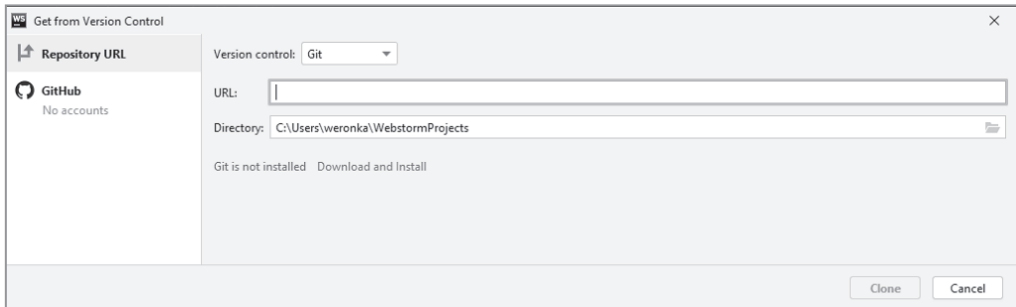 WS Get from Version Control
Repository URL
GitHub
No accounts
Version control: Git
URL:
Directory: C:\Users\weronka\WebstormProjects
Git is not installed Download and Install
Clone Cancel